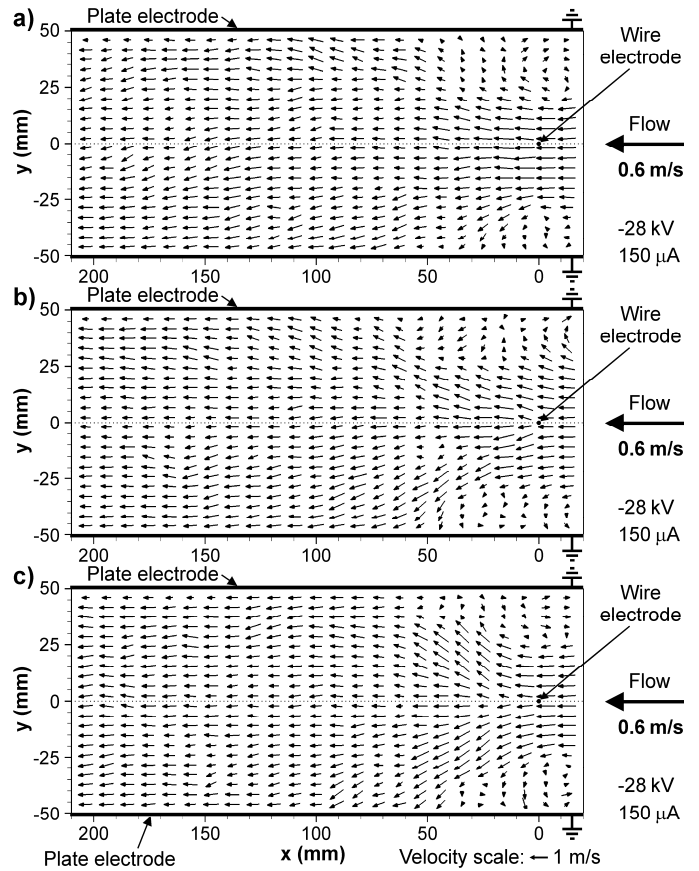 a)
Plate electrode
50
25
0
-25
-50
y (mm)
200
150
100
50
0
Wire
electrode
Flow
0.6 m/s
-28 kV
150 μA
b)
Plate electrode
50
25
0
-25
-50
y (mm)
200
150
100
50
0
Wire
electrode
Flow
0.6 m/s
-28 kV
150 μA
c)
Plate electrode
50
25
0
-25
-50
y (mm)
200
150
100
50
0
Wire
electrode
Flow
0.6 m/s
-28 kV
150 μA
Plate electrode
x (mm)
Velocity scale: ← 1 m/s